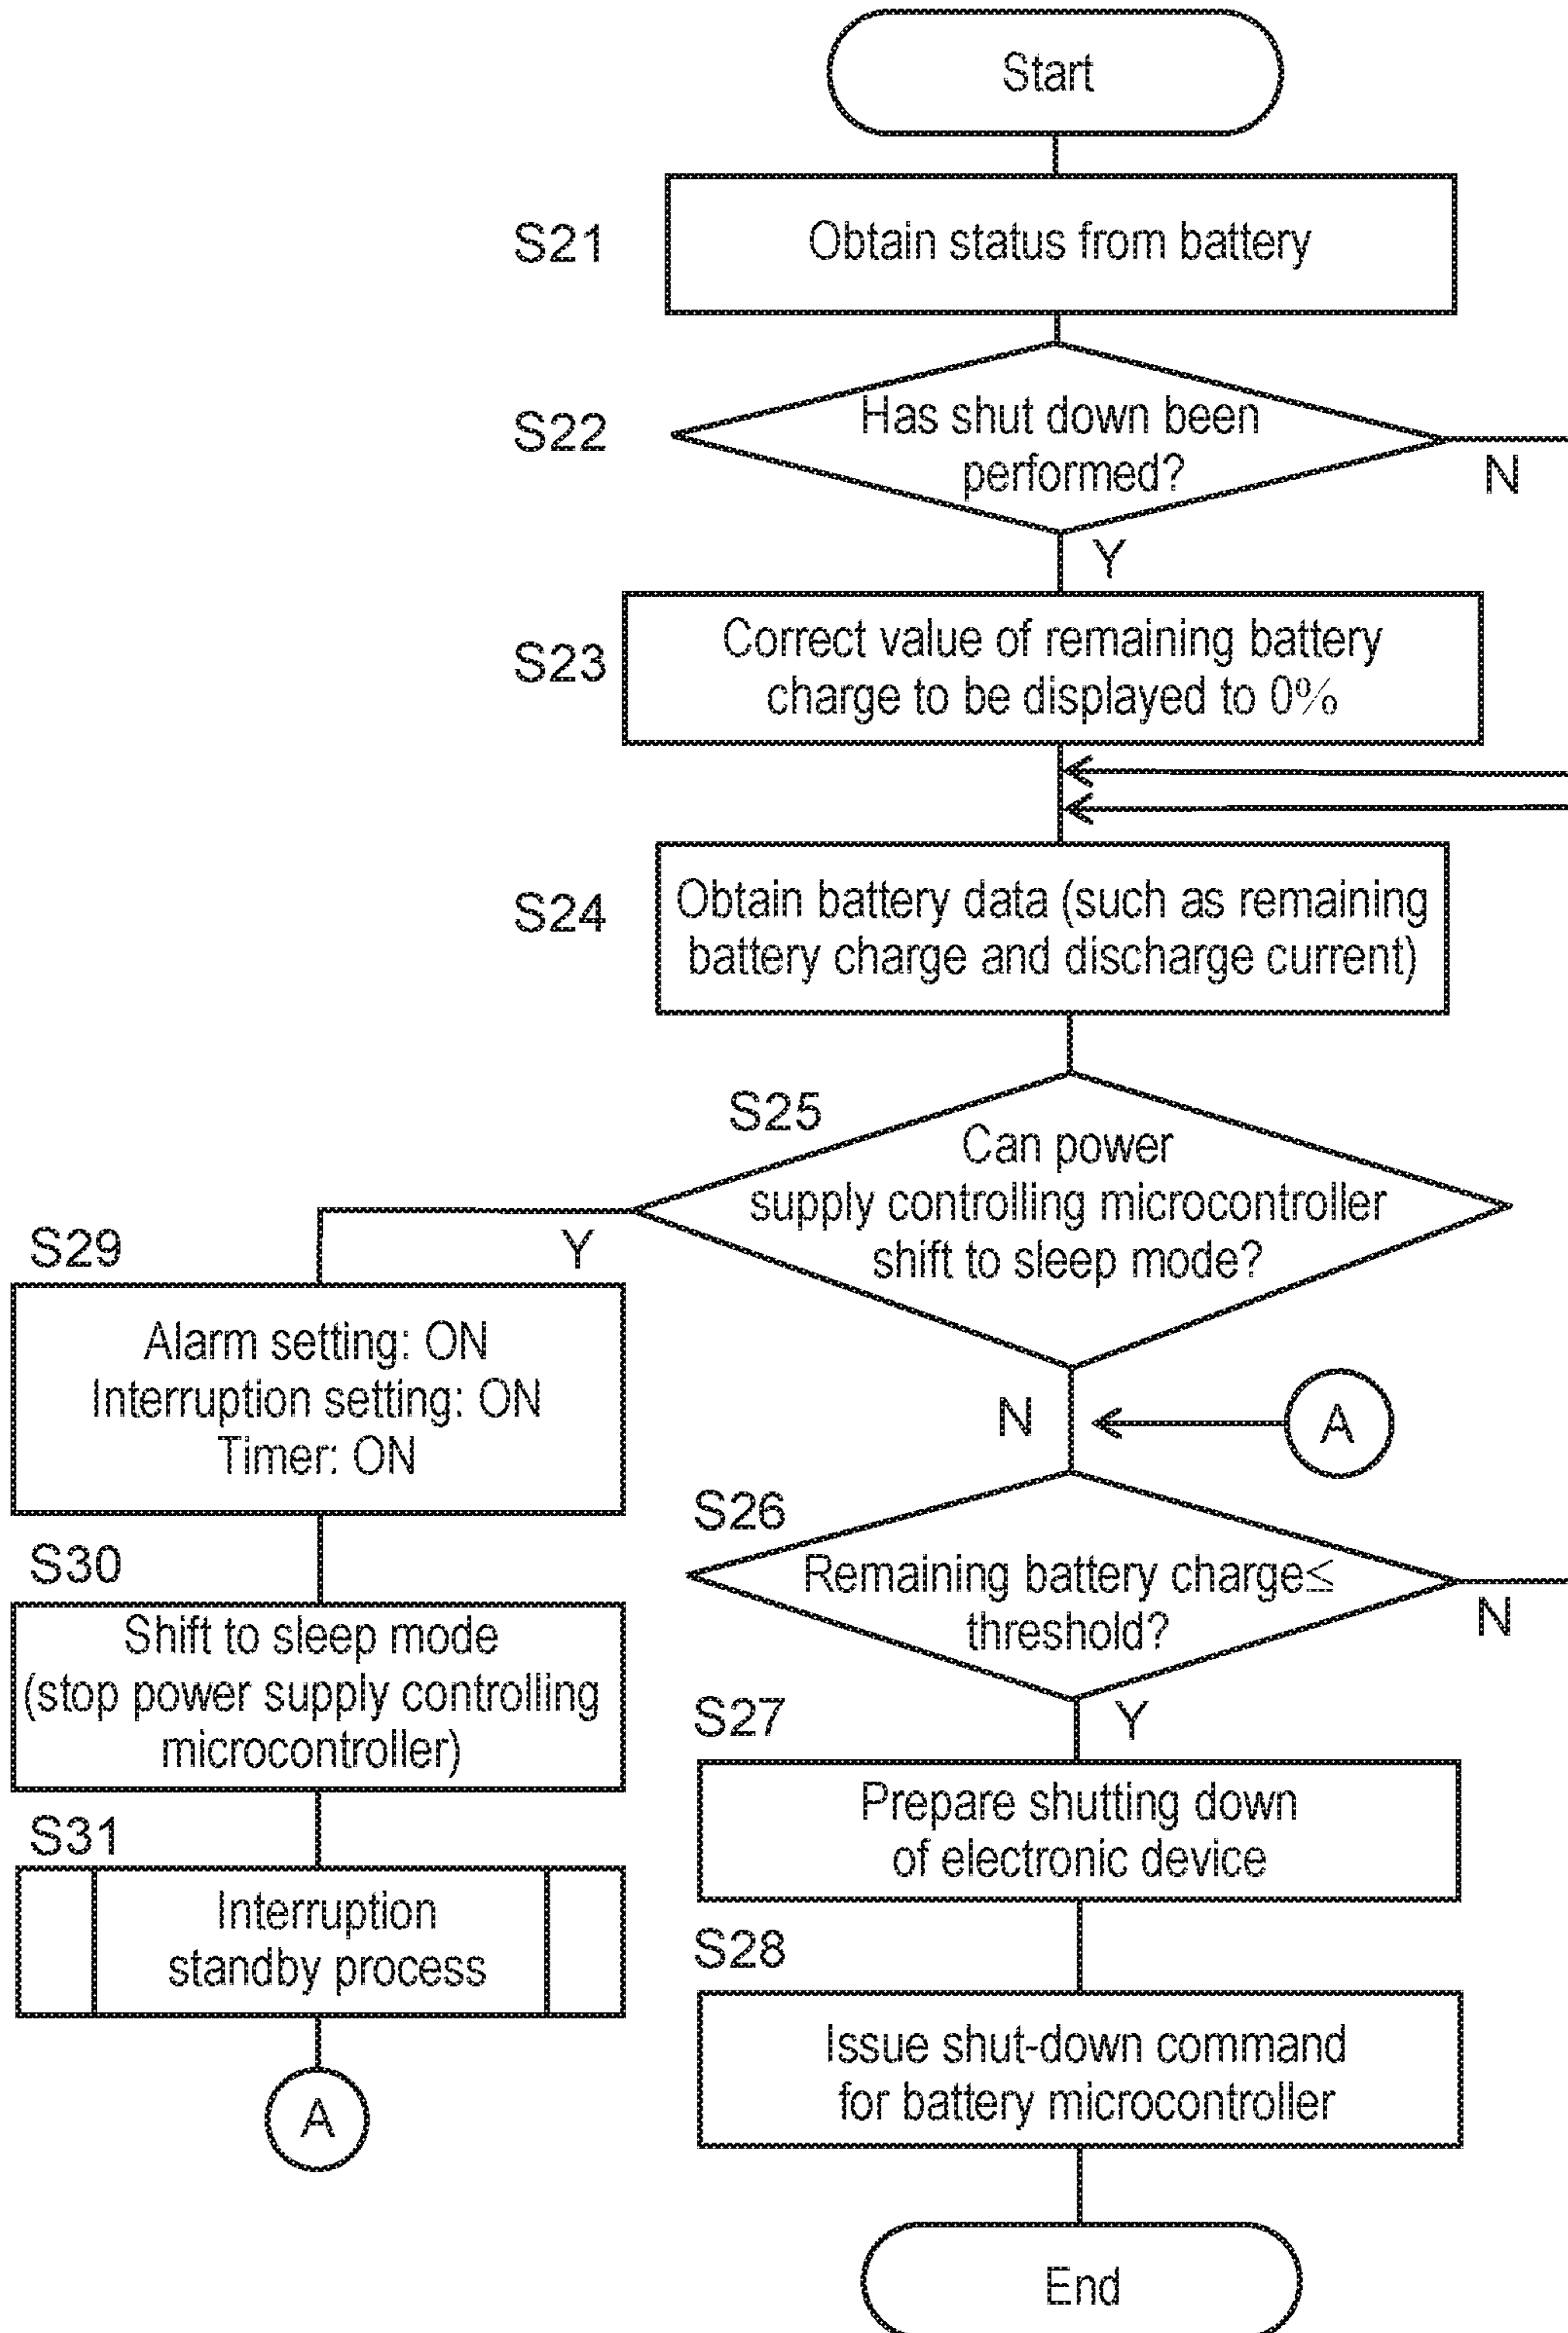 Start
S21
Obtain status from battery
S22
Has shut down been
performed?
N
Y
S23
Correct value of remaining battery
charge to be displayed to 0%
S24
Obtain battery data (such as remaining
battery charge and discharge current)
S25
Can power
supply controlling microcontroller
shift to sleep mode?
Y
N
A
S29
Alarm setting: ON
Interruption setting: ON
Timer: ON
S30
Shift to sleep mode
(stop power supply controlling
microcontroller)
S31
Interruption
standby process
A
S26
Remaining battery charge≤
threshold?
N
Y
S27
Prepare shutting down
of electronic device
S28
Issue shut-down command
for battery microcontroller
End